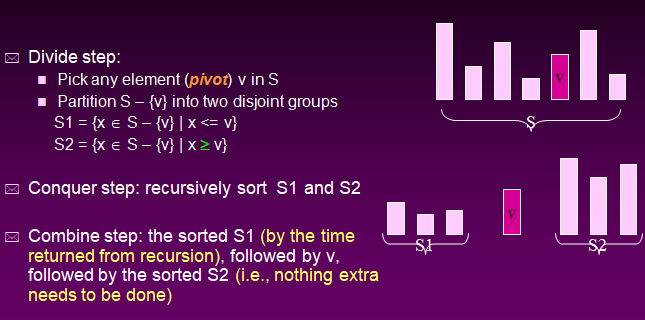 Divide step:
Pick any element (pivot) v in S
Partition S – {v} into two disjoint groups
S1 = {x ∈ S – {v} | x <= v}
S2 = {x ∈ S – {v} | x ≥ v}
Conquer step: recursively sort S1 and S2
Combine step: the sorted S1 (by the time
returned from recursion), followed by v,
followed by the sorted S2 (i.e., nothing extra
needs to be done)
v
S
v
S1
S2